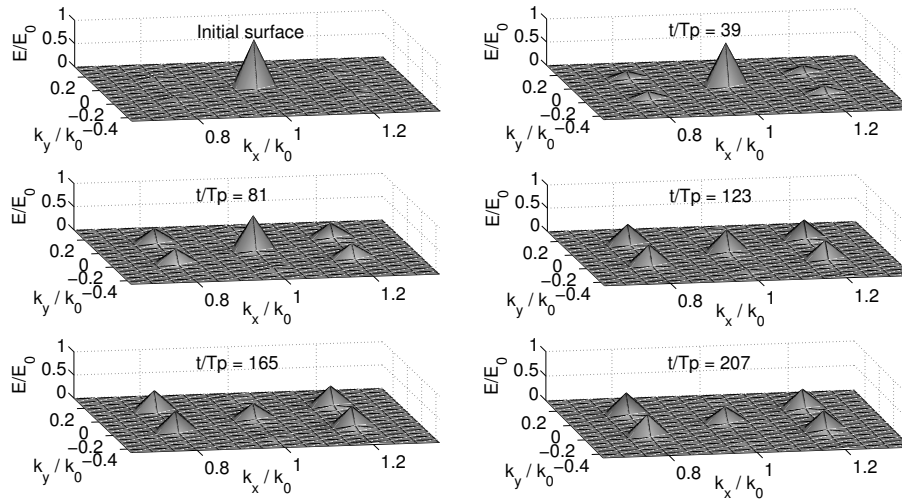 Initial surface
E/E0
1
0.5
0
0.2
0
−0.2
−0.4
ky / k0
0.8
1
1.2
kx / k0
t/Tp = 39
E/E0
1
0.5
0
0.2
0
−0.2
−0.4
ky / k0
0.8
1
1.2
kx / k0
t/Tp = 81
E/E0
1
0.5
0
0.2
0
−0.2
−0.4
ky / k0
0.8
1
1.2
kx / k0
t/Tp = 123
E/E0
1
0.5
0
0.2
0
−0.2
−0.4
ky / k0
0.8
1
1.2
kx / k0
t/Tp = 165
E/E0
1
0.5
0
0.2
0
−0.2
−0.4
ky / k0
0.8
1
1.2
kx / k0
t/Tp = 207
E/E0
1
0.5
0
0.2
0
−0.2
−0.4
ky / k0
0.8
1
1.2
kx / k0